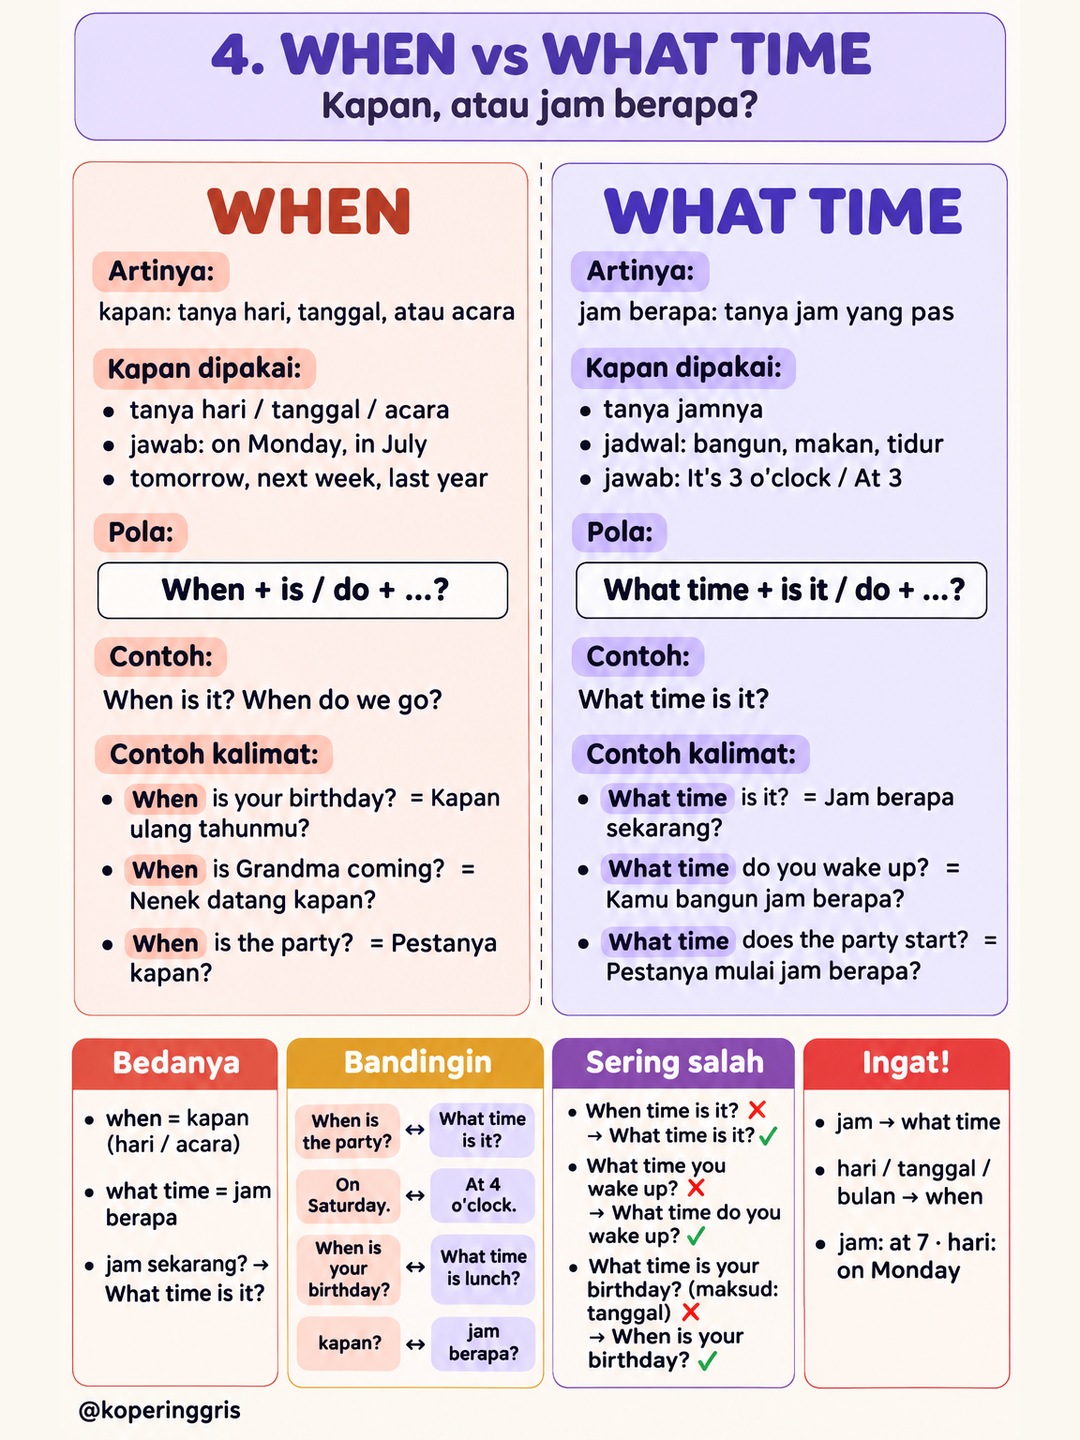 4. WHEN vs WHAT TIME
Kapan, atau jam berapa?
WHEN
Artinya:
kapan: tanya hari, tanggal, atau acara
Kapan dipakai:
• tanya hari / tanggal / acara
• jawab: on Monday, in July
• tomorrow, next week, last year
Pola:
When + is / do + ...?
Contoh:
When is it? When do we go?
Contoh kalimat:
• When is your birthday? = Kapan
ulang tahunmu?
• When is Grandma coming? =
Nenek datang kapan?
• When is the party? = Pestanya
kapan?
WHAT TIME
Artinya:
jam berapa: tanya jam yang pas
Kapan dipakai:
• tanya jamnya
• jadwal: bangun, makan, tidur
• jawab: It's 3 o'clock / At 3
Pola:
What time + is it / do + ...?
Contoh:
What time is it?
Contoh kalimat:
• What time is it? = Jam berapa
sekarang?
• What time do you wake up? =
Kamu bangun jam berapa?
• What time does the party start? =
Pestanya mulai jam berapa?
Bedanya
• when = kapan
(hari / acara)
• what time = jam
berapa
• jam sekarang? →
What time is it?
Bandingin
When is
the party?
↔
What time
is it?
On
Saturday.
↔
At 4
o'clock.
When is
your
birthday?
↔
What time
is lunch?
kapan?
↔
jam
berapa?
Sering salah
• When time is it? ❌
→ What time is it? ✓
• What time you
wake up? ❌
→ What time do you
wake up? ✓
• What time is your
birthday? (maksud:
tanggal) ❌
→ When is your
birthday? ✓
Ingat!
• jam → what time
• hari / tanggal /
bulan → when
• jam: at 7 · hari:
on Monday
@koperinggris